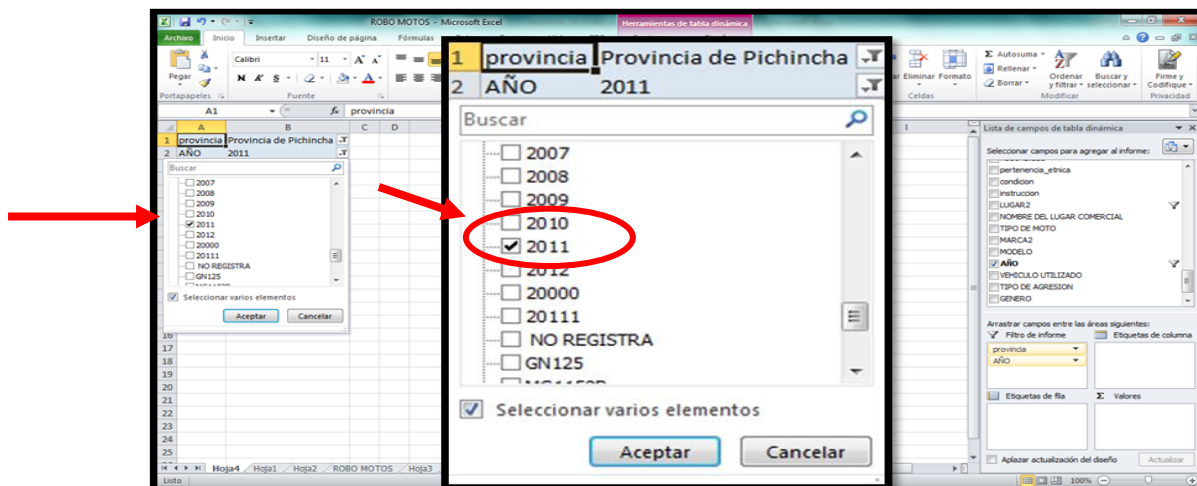 ROBO MOTOS - Microsoft Excel
Herramientas de tabla dinámica
Archivo Inicio Insertar Diseño de página Fórmulas
Pegar
Calibri 11
N K S
Portapapeles Fuente
Eliminar Formato
Celdas
Σ Autosuma
Rellenar
Borrar
Ordenar y filtrar
Buscar y seleccionar
Modificar
Firme y Codifique
Privacidad
A1 fx provincia
A B C D I
1 provincia Provincia de Pichincha
2 AÑO 2011
Buscar
2007
2008
2009
2010
2011
2012
20000
20111
NO REGISTRA
GN125
Seleccionar varios elementos
Aceptar Cancelar
16
17
18
19
20
21
22
23
24
25
Hoja4 Hoja1 Hoja2 ROBO MOTOS Hoja3
Listo
1 provincia Provincia de Pichincha
2 AÑO 2011
Buscar
2007
2008
2009
2010
2011
2012
20000
20111
NO REGISTRA
GN125
Seleccionar varios elementos
Aceptar Cancelar
Lista de campos de tabla dinámica
Seleccionar campos para agregar al informe:
pertenencia_etnica
condicion
instruccion
LUGAR2
NOMBRE DEL LUGAR COMERCIAL
TIPO DE MOTO
MARCA2
MODELO
AÑO
VEHICULO UTILIZADO
TIPO DE AGRESION
GENERO
Arrastrar campos entre las áreas siguientes:
Filtro de informe Etiquetas de columna
provincia
AÑO
Etiquetas de fila Σ Valores
Aplazar actualización del diseño Actualizar
100%